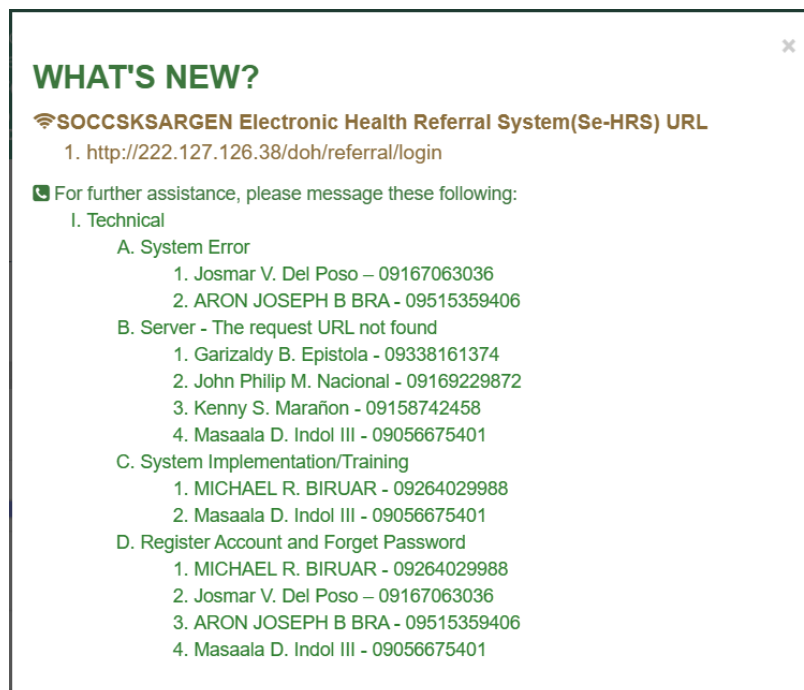 ×
WHAT'S NEW?
SOCCSKSARGEN Electronic Health Referral System(Se-HRS) URL
1. http://222.127.126.38/doh/referral/login
For further assistance, please message these following:
I. Technical
A. System Error
1. Josmar V. Del Poso – 09167063036
2. ARON JOSEPH B BRA - 09515359406
B. Server - The request URL not found
1. Garizaldy B. Epistola - 09338161374
2. John Philip M. Nacional - 09169229872
3. Kenny S. Marañon - 09158742458
4. Masaala D. Indol III - 09056675401
C. System Implementation/Training
1. MICHAEL R. BIRUAR - 09264029988
2. Masaala D. Indol III - 09056675401
D. Register Account and Forget Password
1. MICHAEL R. BIRUAR - 09264029988
2. Josmar V. Del Poso – 09167063036
3. ARON JOSEPH B BRA - 09515359406
4. Masaala D. Indol III - 09056675401